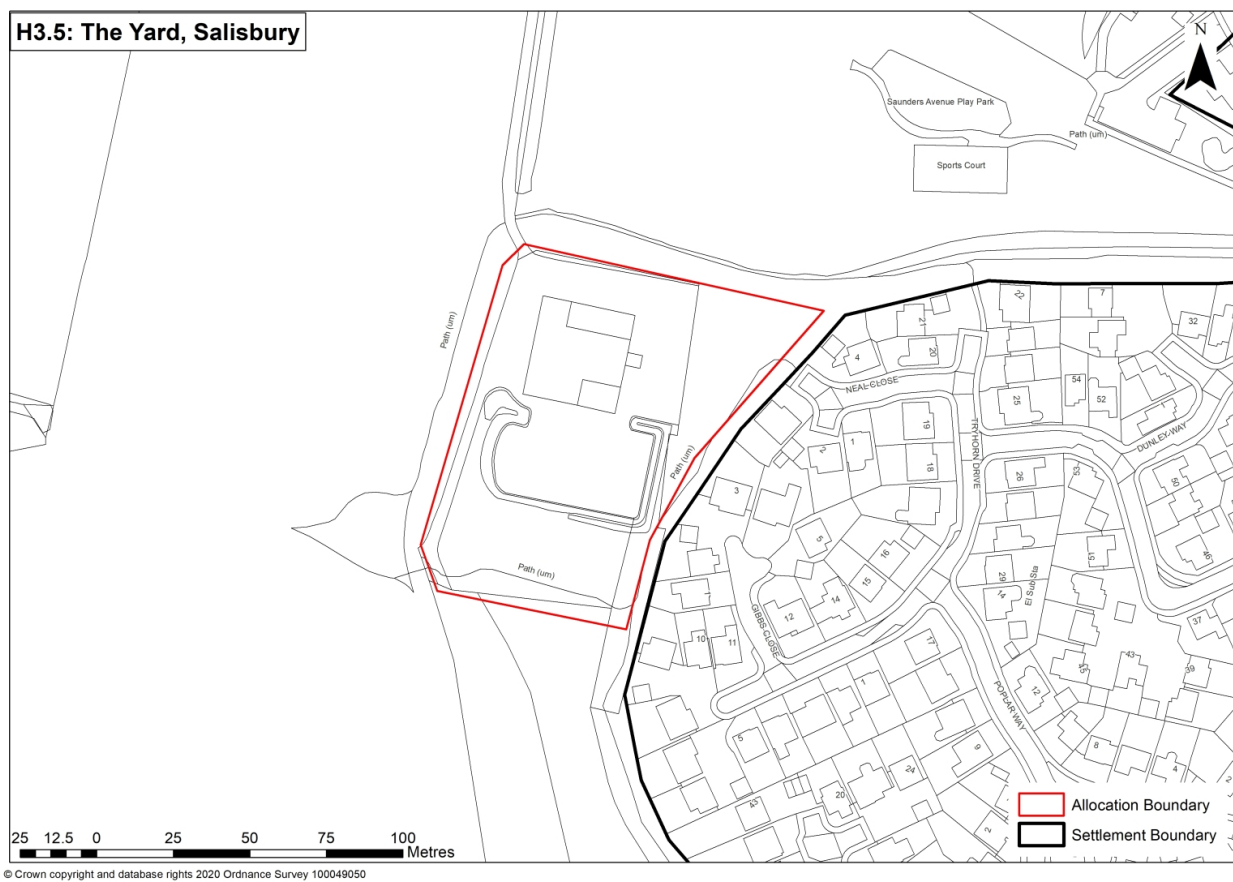 H3.5: The Yard, Salisbury
N
Saunders Avenue Play Park
Path (um)
Sports Court
Path (um)
22
7
21
32
4
20
NEAL CLOSE
54
52
25
19
TRYHORN DRIVE
DUNLEY WAY
1
2
18
Path (um)
26
53
50
3
5
16
51
46
Path (um)
El Sub Sta
29
15
14
14
12
GIBBS CLOSE
37
10
11
17
43
45
39
1
POPLAR WAY
12
5
9
8
4
24
20
43
2
2
Allocation Boundary
Settlement Boundary
25 12.5 0 25 50 75 100
Metres
© Crown copyright and database rights 2020 Ordnance Survey 100049050